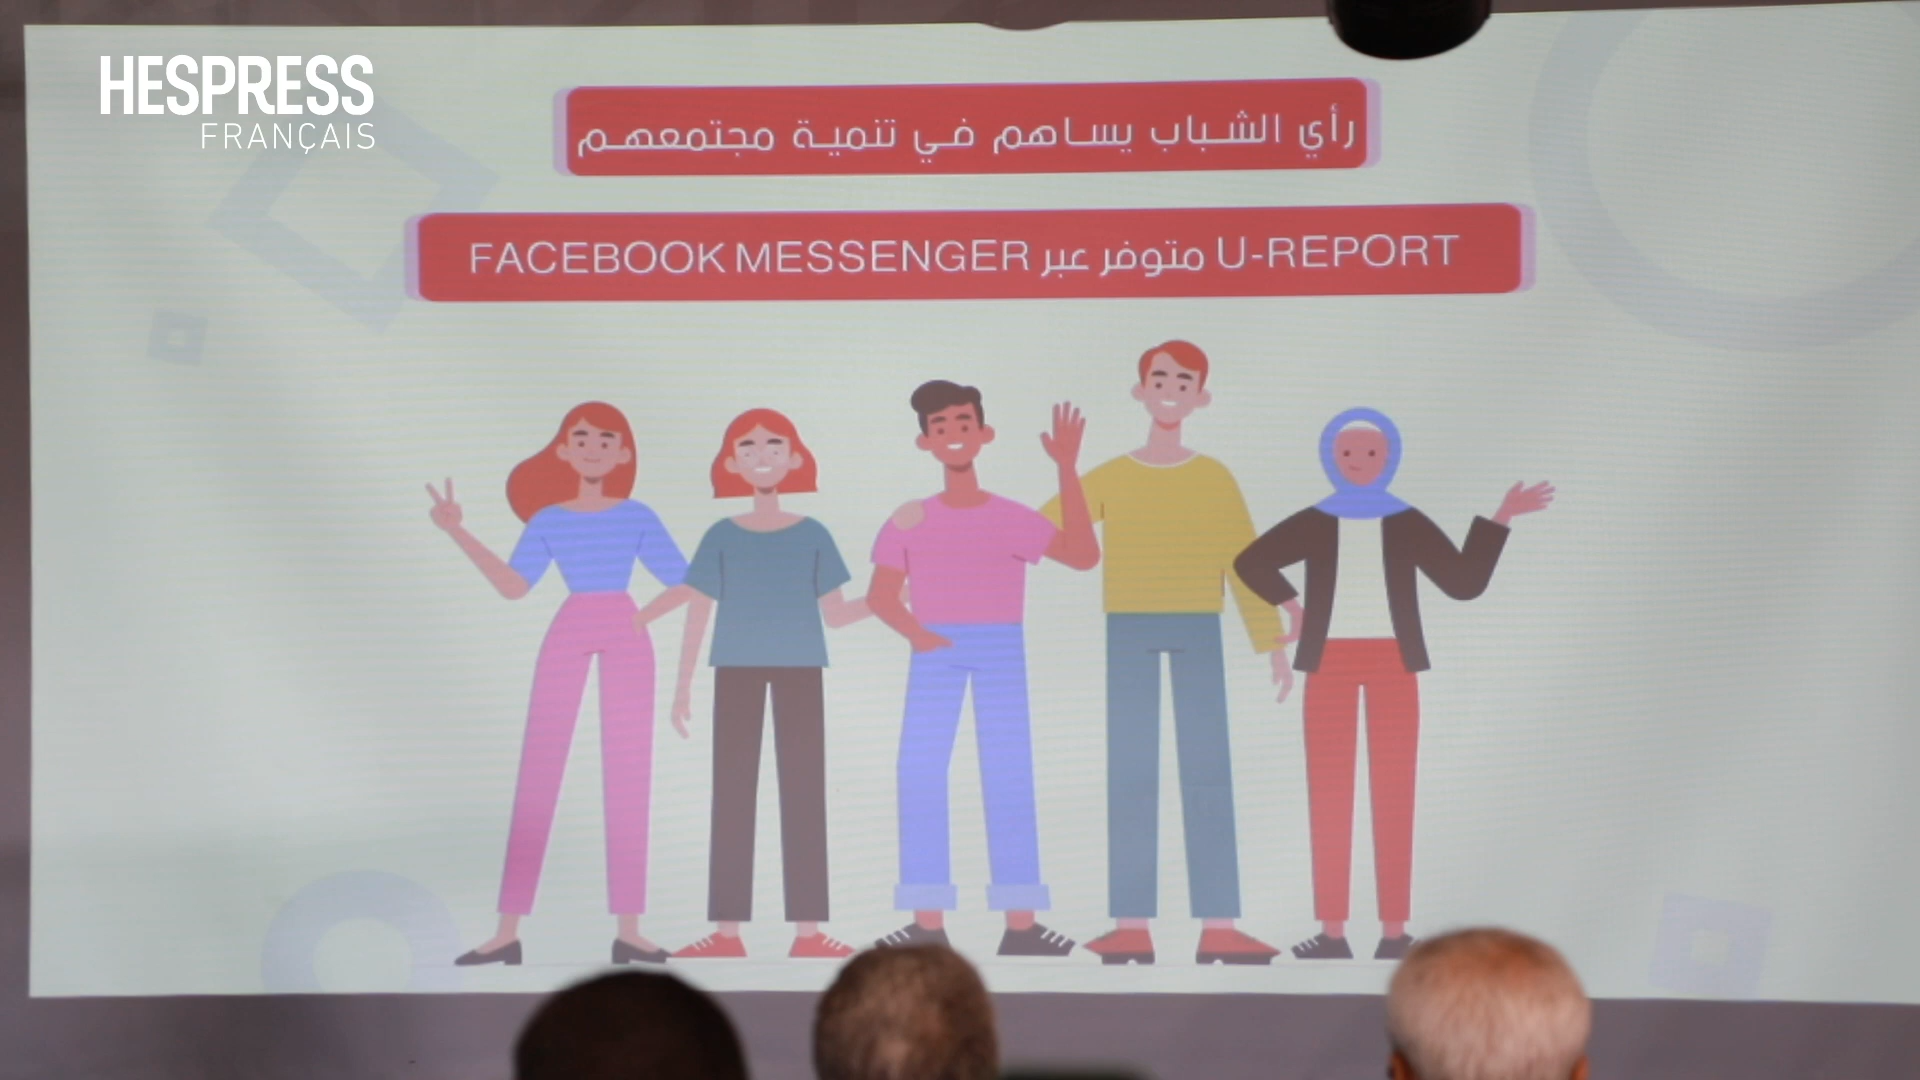 HESPRESS
FRANÇAIS
رأي الشباب يساهم في تنمية مجتمعهم
U-REPORT متوفر عبر FACEBOOK MESSENGER